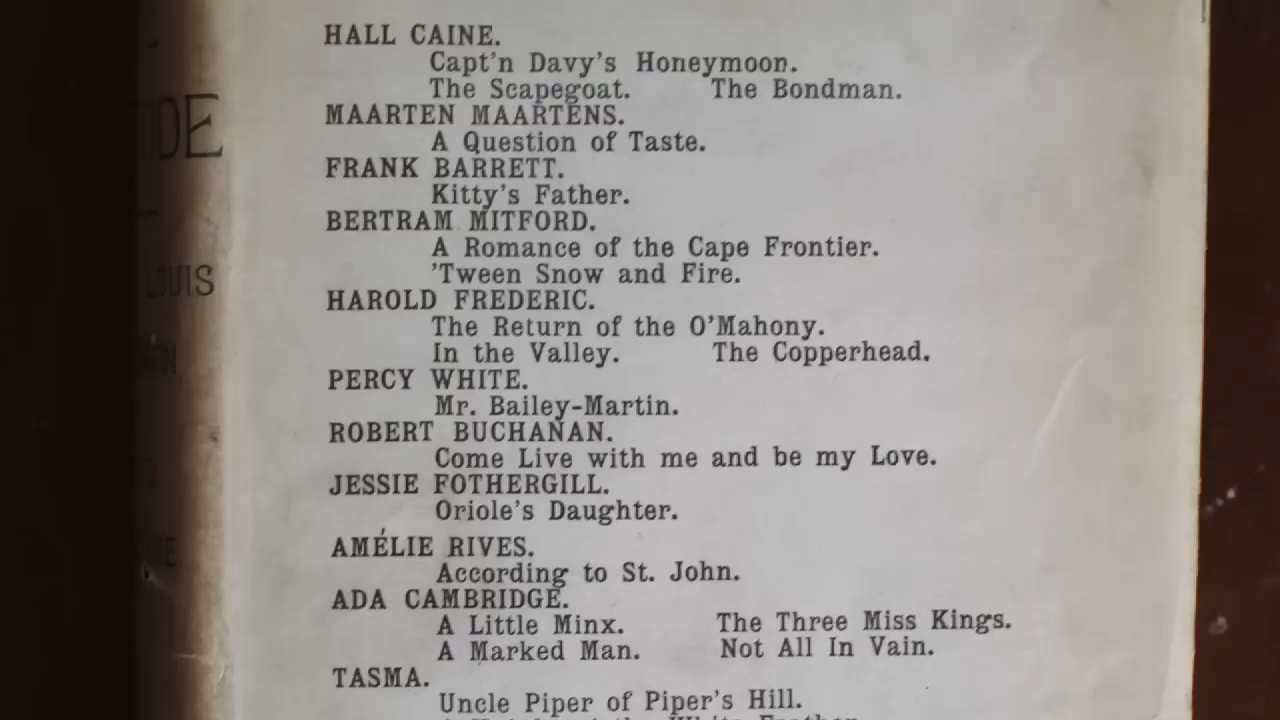 HALL CAINE.
Capt'n Davy's Honeymoon.
The Scapegoat. The Bondman.
MAARTEN MAARTENS.
A Question of Taste.
FRANK BARRETT.
Kitty's Father.
BERTRAM MITFORD.
A Romance of the Cape Frontier.
'Tween Snow and Fire.
HAROLD FREDERIC.
The Return of the O'Mahony.
In the Valley. The Copperhead.
PERCY WHITE.
Mr. Bailey-Martin.
ROBERT BUCHANAN.
Come Live with me and be my Love.
JESSIE FOTHERGILL.
Oriole's Daughter.
AMÉLIE RIVES.
According to St. John.
ADA CAMBRIDGE.
A Little Minx. The Three Miss Kings.
A Marked Man. Not All In Vain.
TASMA.
Uncle Piper of Piper's Hill.